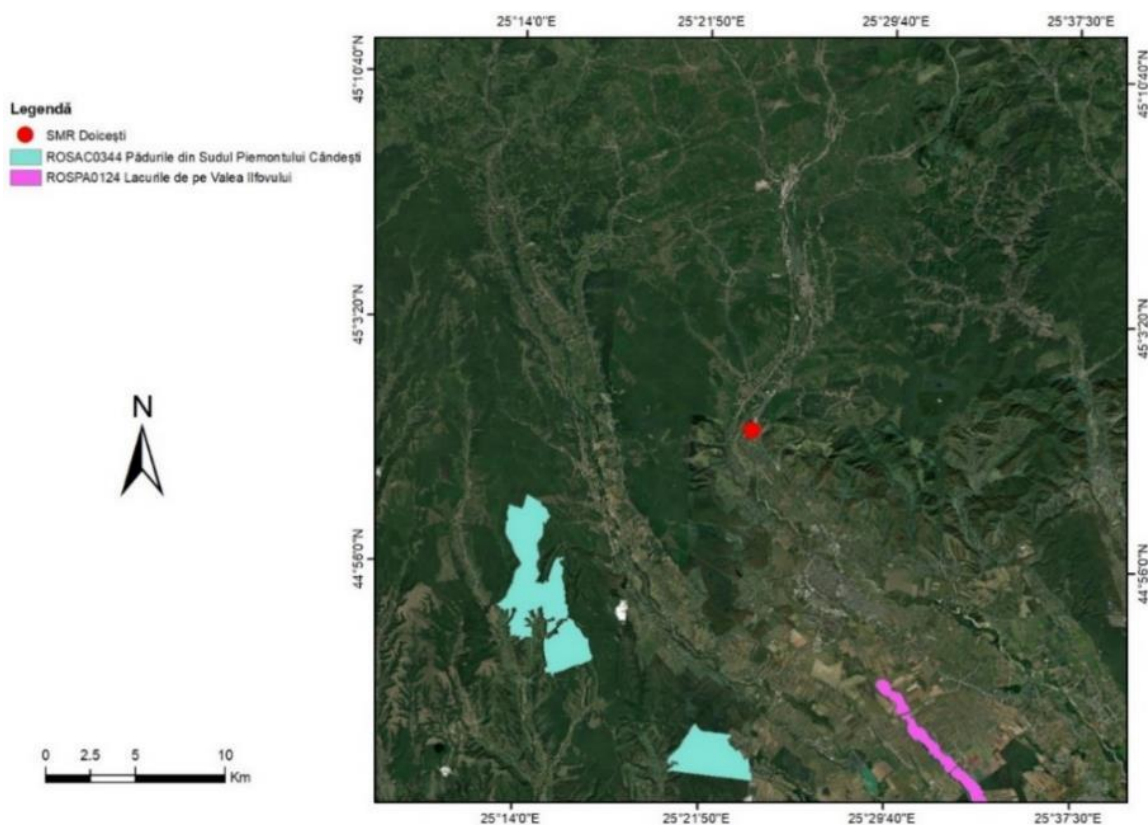 25°14'0"E 25°21'50"E 25°29'40"E 25°37'30"E
45°10'40"N 45°10'40"N
Legendă
SMR Doicești
ROSAC0344 Pădurile din Sudul Piemontului Cândești
ROSPA0124 Lacurile de pe Valea Ilfovului
45°3'20"N 45°3'20"N
N
44°56'0"N 44°56'0"N
0 2.5 5 10
Km
25°14'0"E 25°21'50"E 25°29'40"E 25°37'30"E